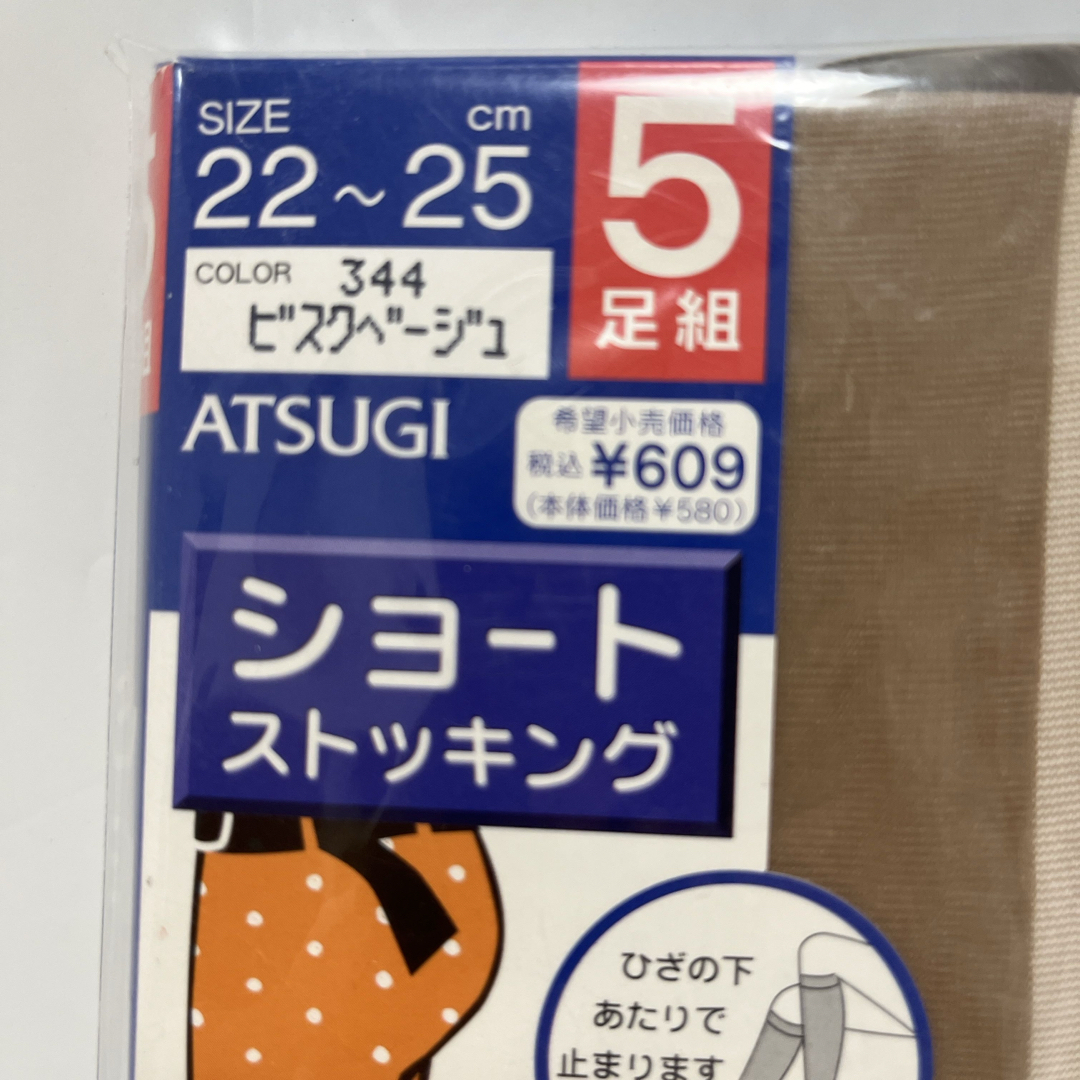 SIZE cm
22~25
COLOR 344
ビスクベージュ
5
足組
ATSUGI
希望小売価格
税込 ¥609
(本体価格¥580)
ショート
ストッキング
ひざの下
あたりで
止まります